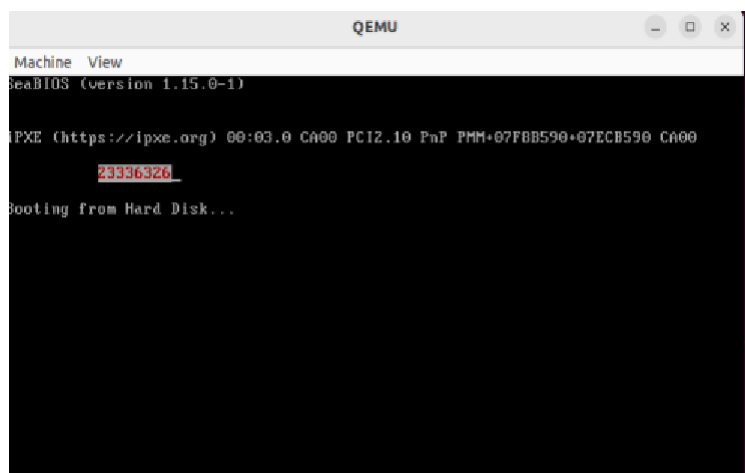 QEMU
Machine View
SeaBIOS (version 1.15.0-1)
iPXE (https://ipxe.org) 00:03.0 CA00 PCI2.10 PnP PMM+07F8B590+07ECB590 CA00
23336326_
Booting from Hard Disk...